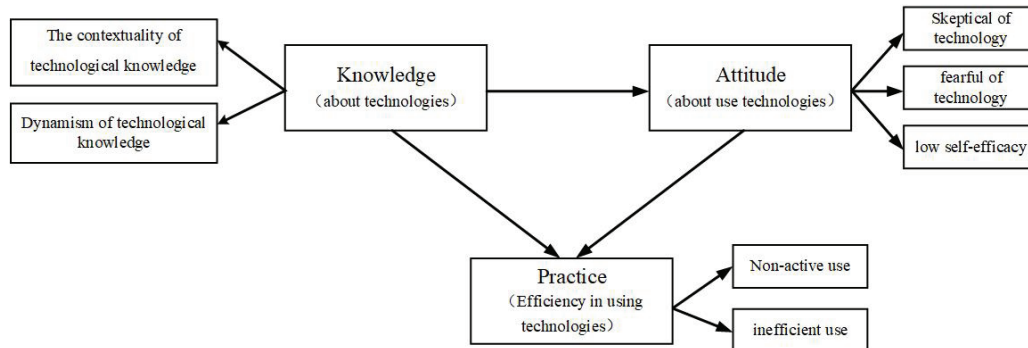 The contextuality of
technological knowledge
Dynamism of technological
knowledge
Knowledge
（about technologies）
Attitude
（about use technologies）
Skeptical of
technology
fearful of
technology
low self-efficacy
Practice
（Efficiency in using
technologies）
Non-active use
inefficient use